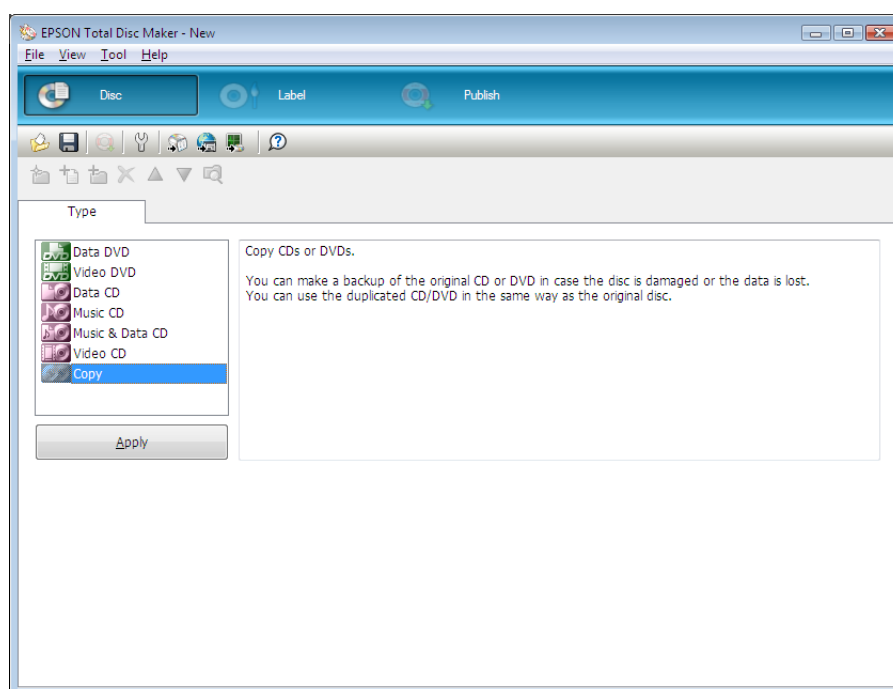 EPSON Total Disc Maker - New
File View Tool Help
Disc Label Publish
Type
Data DVD
Video DVD
Data CD
Music CD
Music & Data CD
Video CD
Copy
Apply
Copy CDs or DVDs.
You can make a backup of the original CD or DVD in case the disc is damaged or the data is lost.
You can use the duplicated CD/DVD in the same way as the original disc.